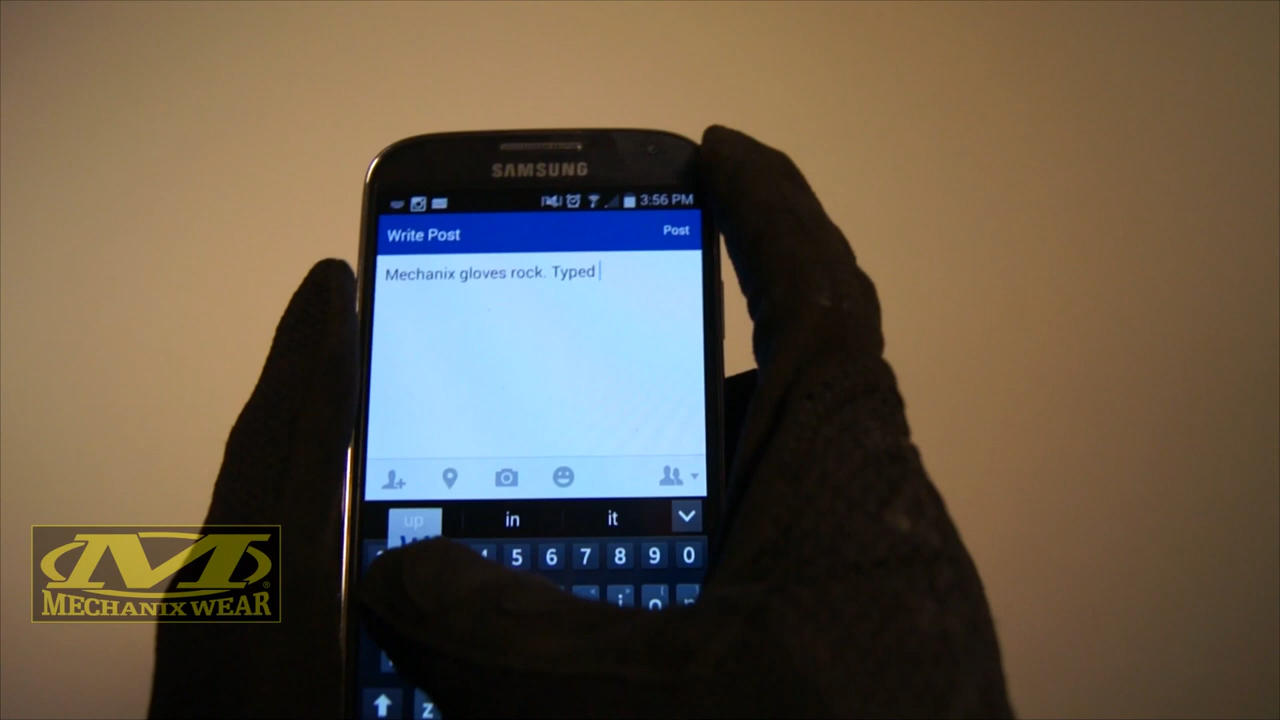 SAMSUNG
3:56 PM
Write Post
Post
Mechanix gloves rock. Typed
up
in
it
5 6 7 8 9 0
i o
z
M
MECHANIX WEAR®